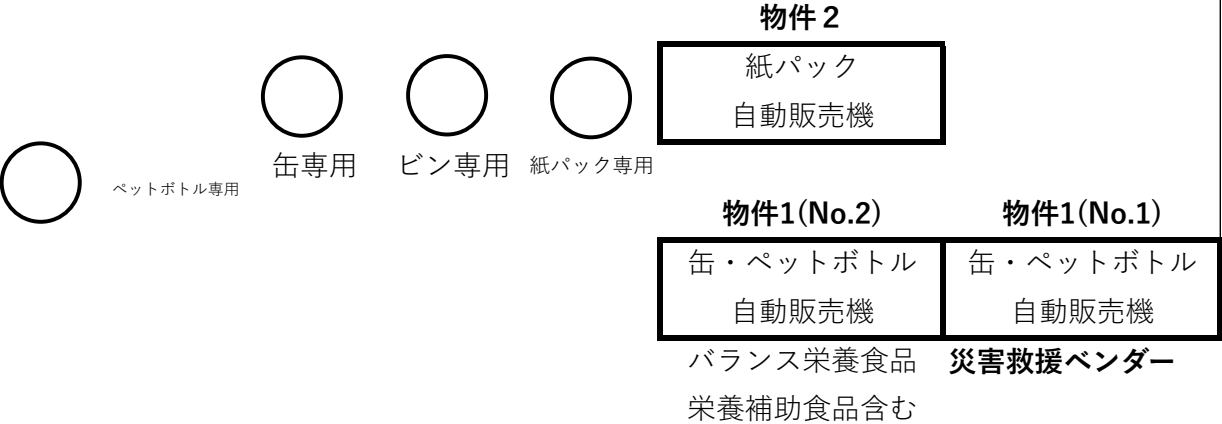 物件２
紙パック
自動販売機
缶専用
ビン専用
紙パック専用
ペットボトル専用
物件1(No.2)
物件1(No.1)
缶・ペットボトル
自動販売機
缶・ペットボトル
自動販売機
バランス栄養食品
栄養補助食品含む
災害救援ベンダー